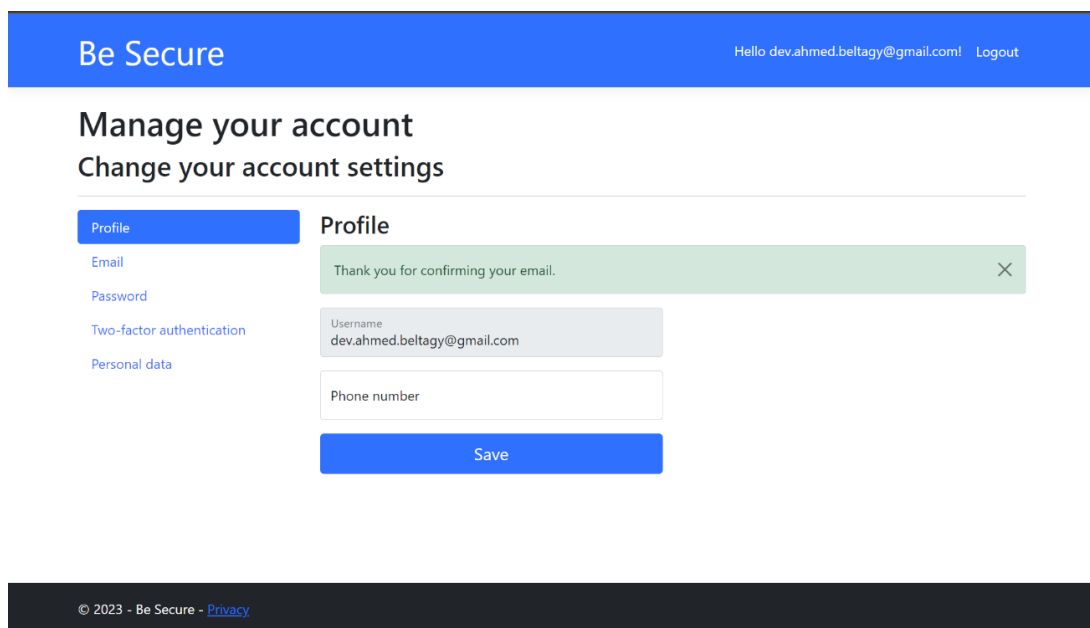 Be Secure
Hello dev.ahmed.beltagy@gmail.com! Logout
Manage your account
Change your account settings
Profile
Email
Password
Two-factor authentication
Personal data
Profile
Thank you for confirming your email.
Username
dev.ahmed.beltagy@gmail.com
Phone number
Save
© 2023 - Be Secure - Privacy